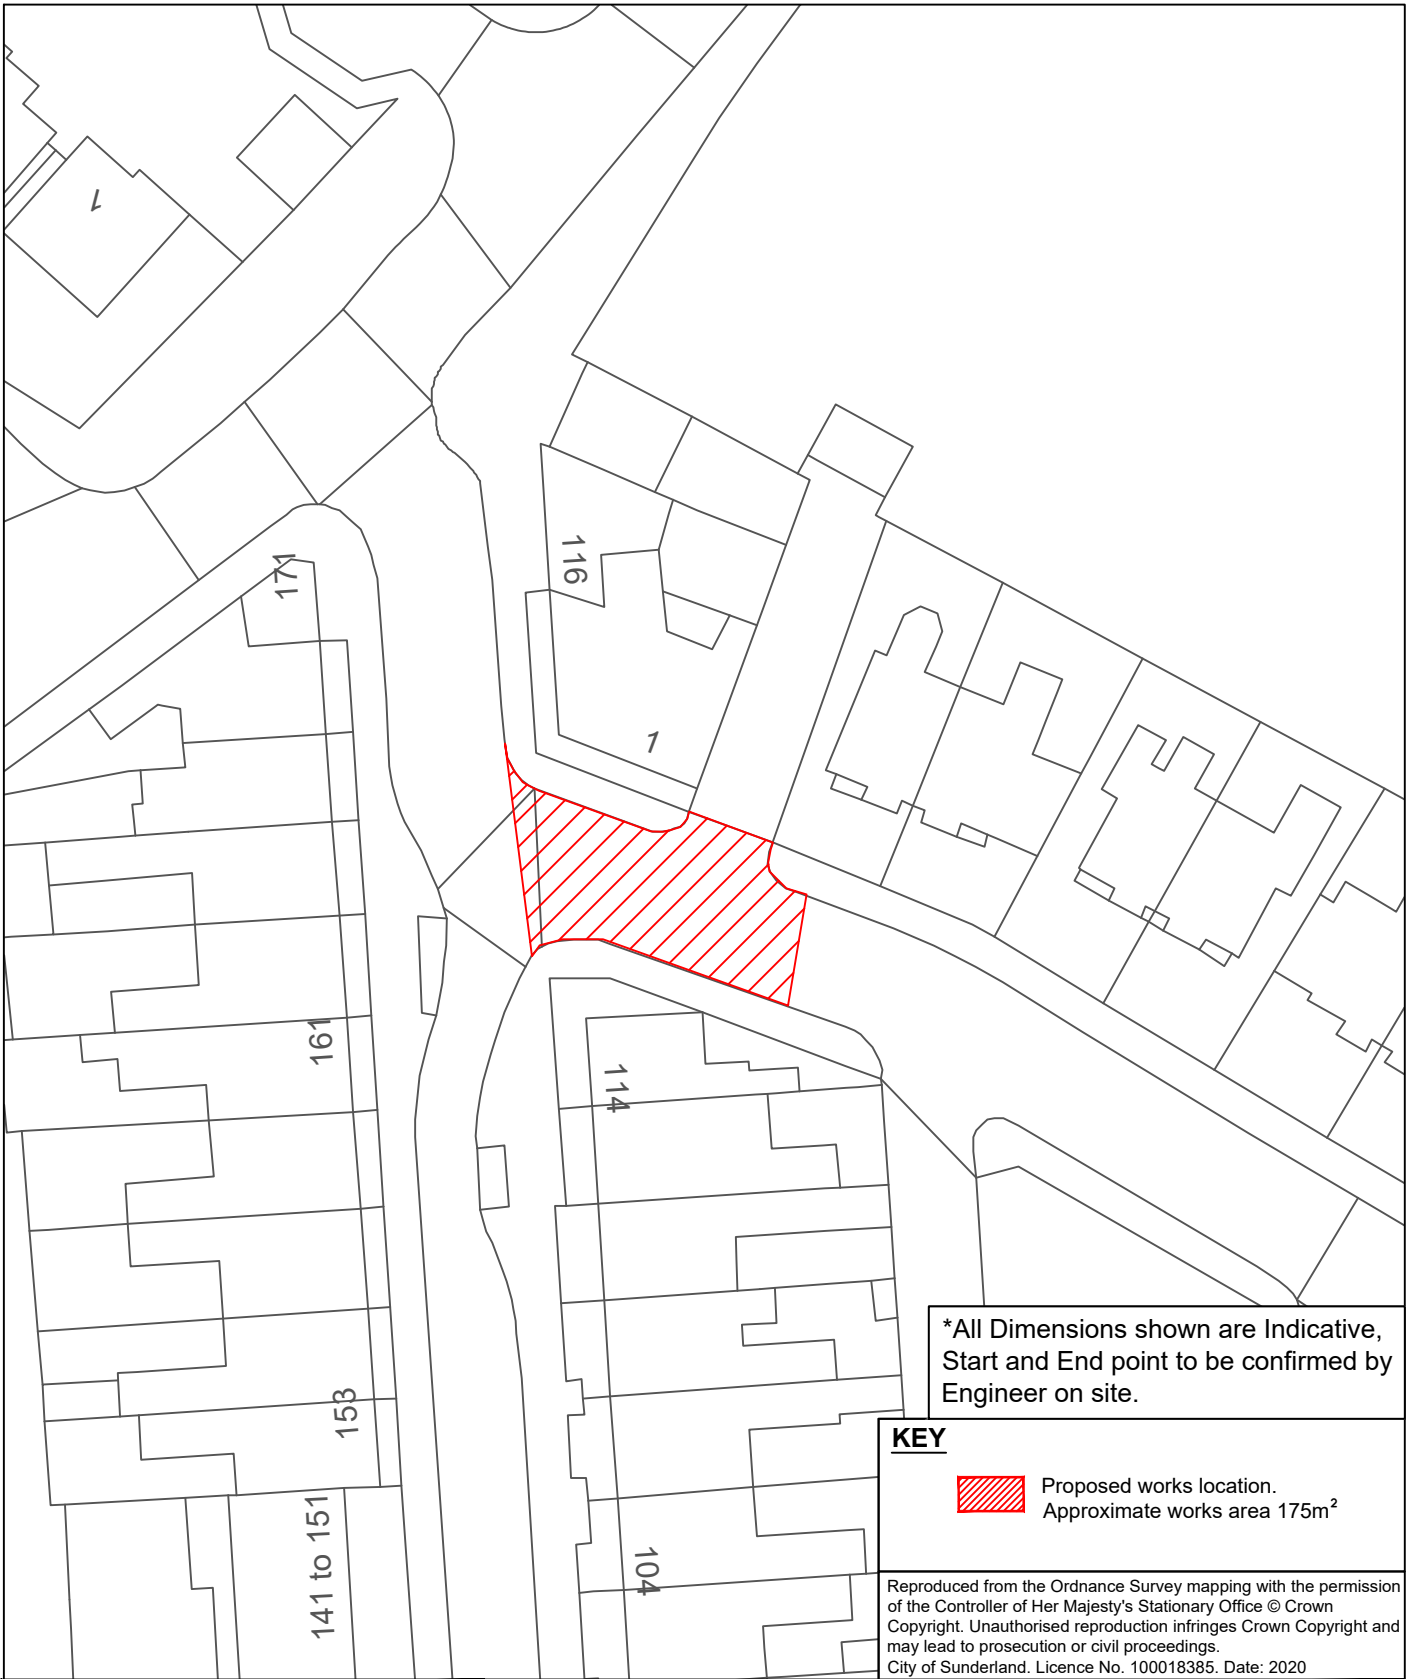 1
171
116
1
161
114
153
141 to 151
104
*All Dimensions shown are Indicative,
Start and End point to be confirmed by
Engineer on site.
KEY
Proposed works location.
Approximate works area 175m²
Reproduced from the Ordnance Survey mapping with the permission
of the Controller of Her Majesty's Stationary Office © Crown
Copyright. Unauthorised reproduction infringes Crown Copyright and
may lead to prosecution or civil proceedings.
City of Sunderland. Licence No. 100018385. Date: 2020